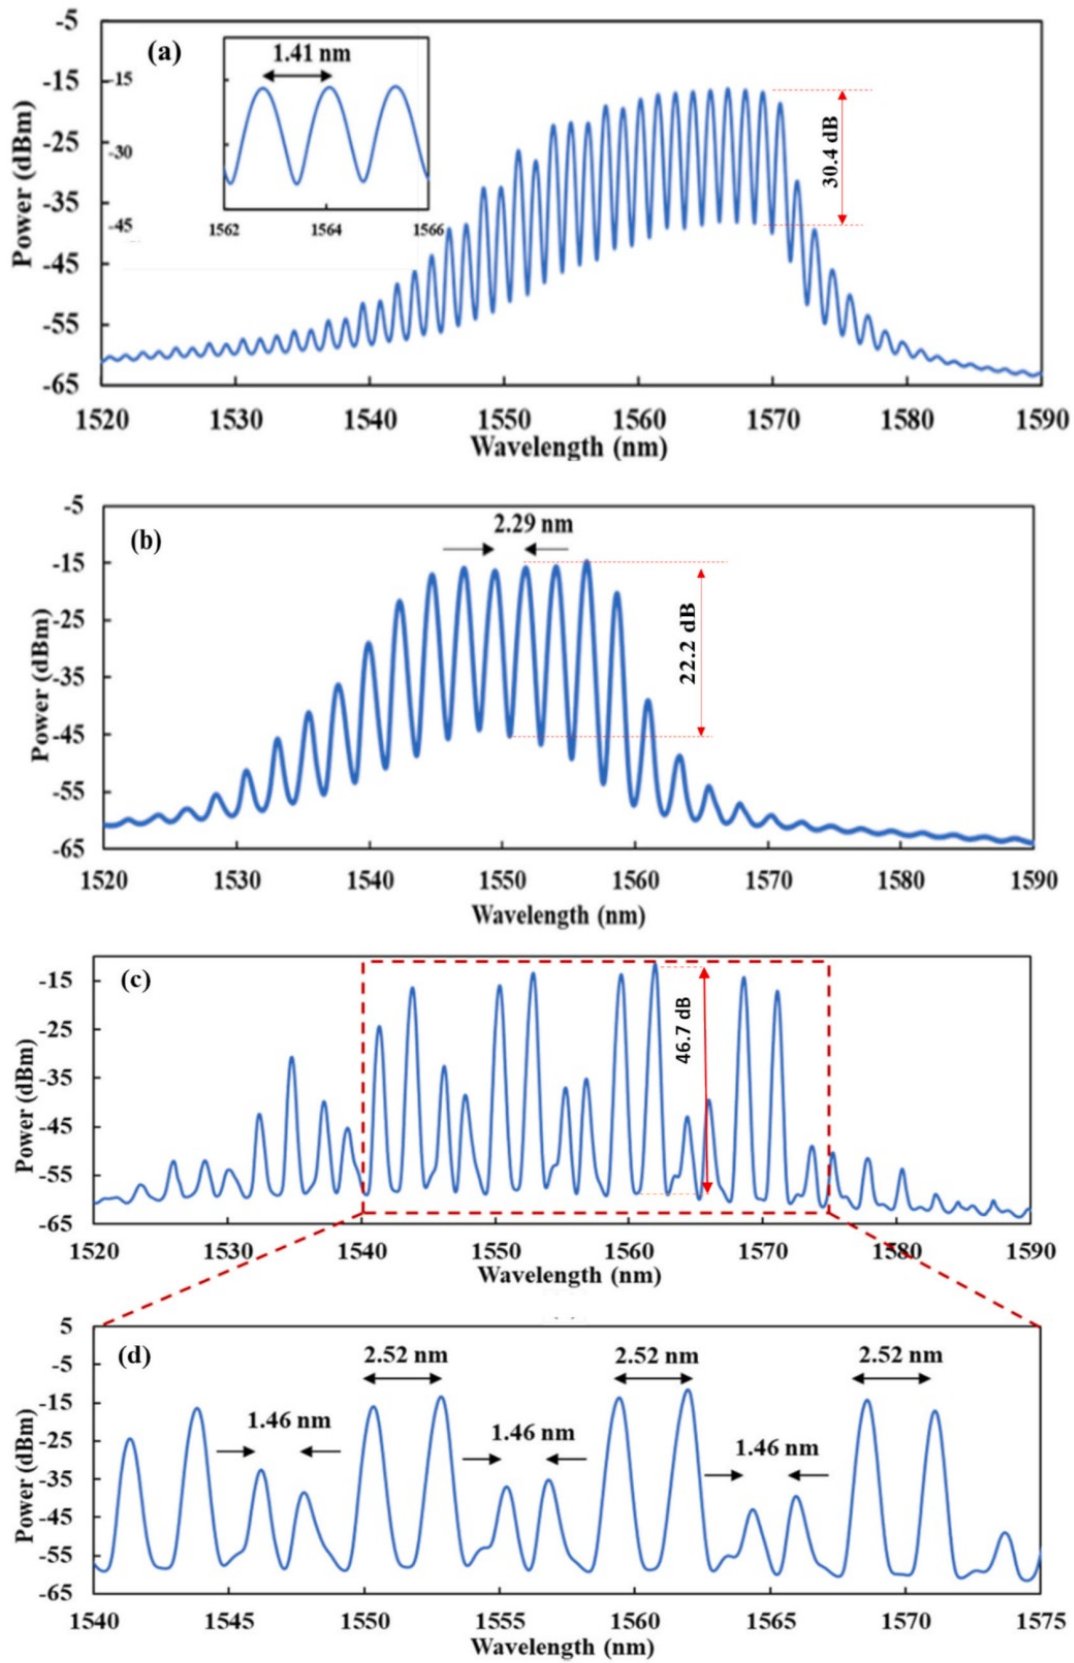 -5
(a)
1.41 nm
-15
-15
-25
-30
30.4 dB
-35
-45
1562
1564
1566
-45
-55
-65
Power (dBm)
1520 1530 1540 1550 1560 1570 1580 1590
Wavelength (nm)
-5
(b)
2.29 nm
-15
-25
22.2 dB
-35
-45
-55
-65
Power (dBm)
1520 1530 1540 1550 1560 1570 1580 1590
Wavelength (nm)
(c)
-15
-25
46.7 dB
-35
-45
-55
-65
Power (dBm)
1520 1530 1540 1550 1560 1570 1580 1590
Wavelength (nm)
5
(d)
2.52 nm 2.52 nm 2.52 nm
-5
-15
1.46 nm 1.46 nm 1.46 nm
-25
-35
-45
-55
-65
Power (dBm)
1540 1545 1550 1555 1560 1565 1570 1575
Wavelength (nm)